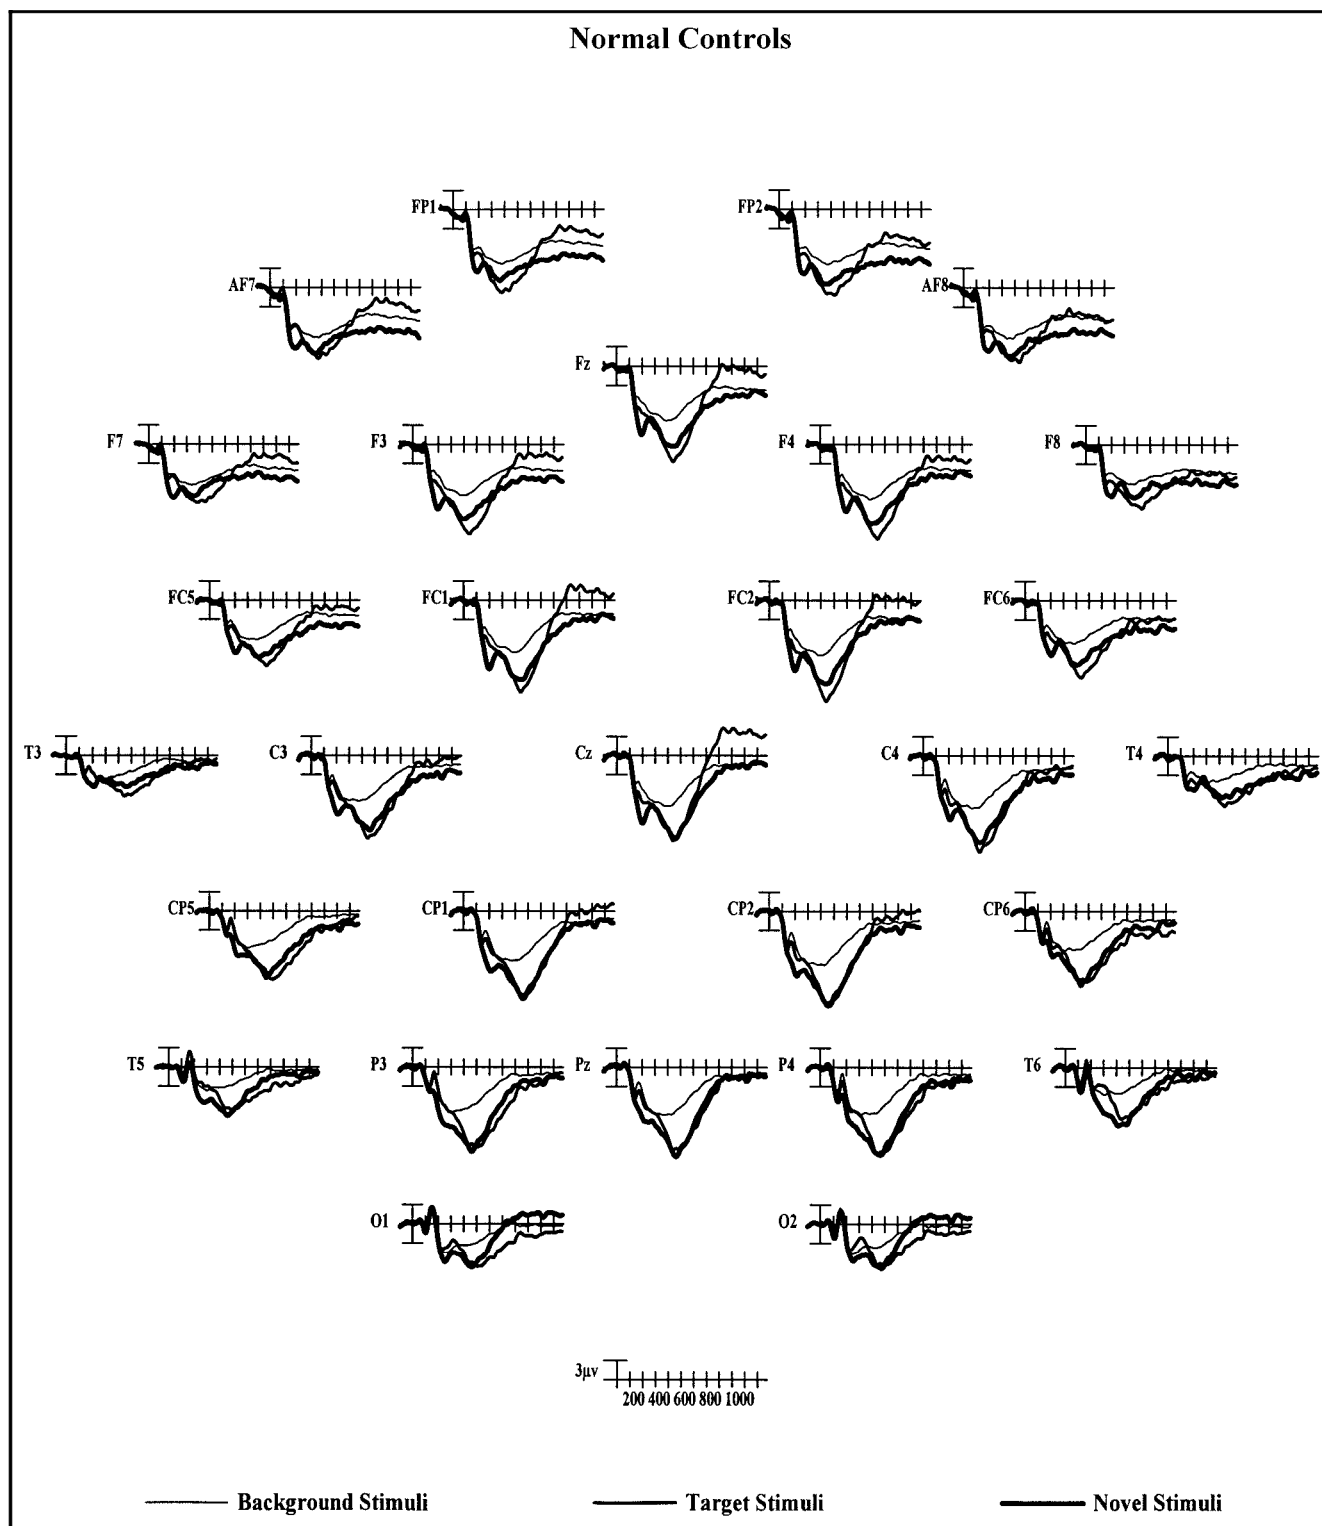 Normal Controls
FP1 FP2
AF7 AF8
Fz
F7 F3 F4 F8
FC5 FC1 FC2 FC6
T3 C3 Cz C4 T4
CP5 CP1 CP2 CP6
T5 P3 Pz P4 T6
O1 O2
3μv
200 400 600 800 1000
Background Stimuli Target Stimuli Novel Stimuli